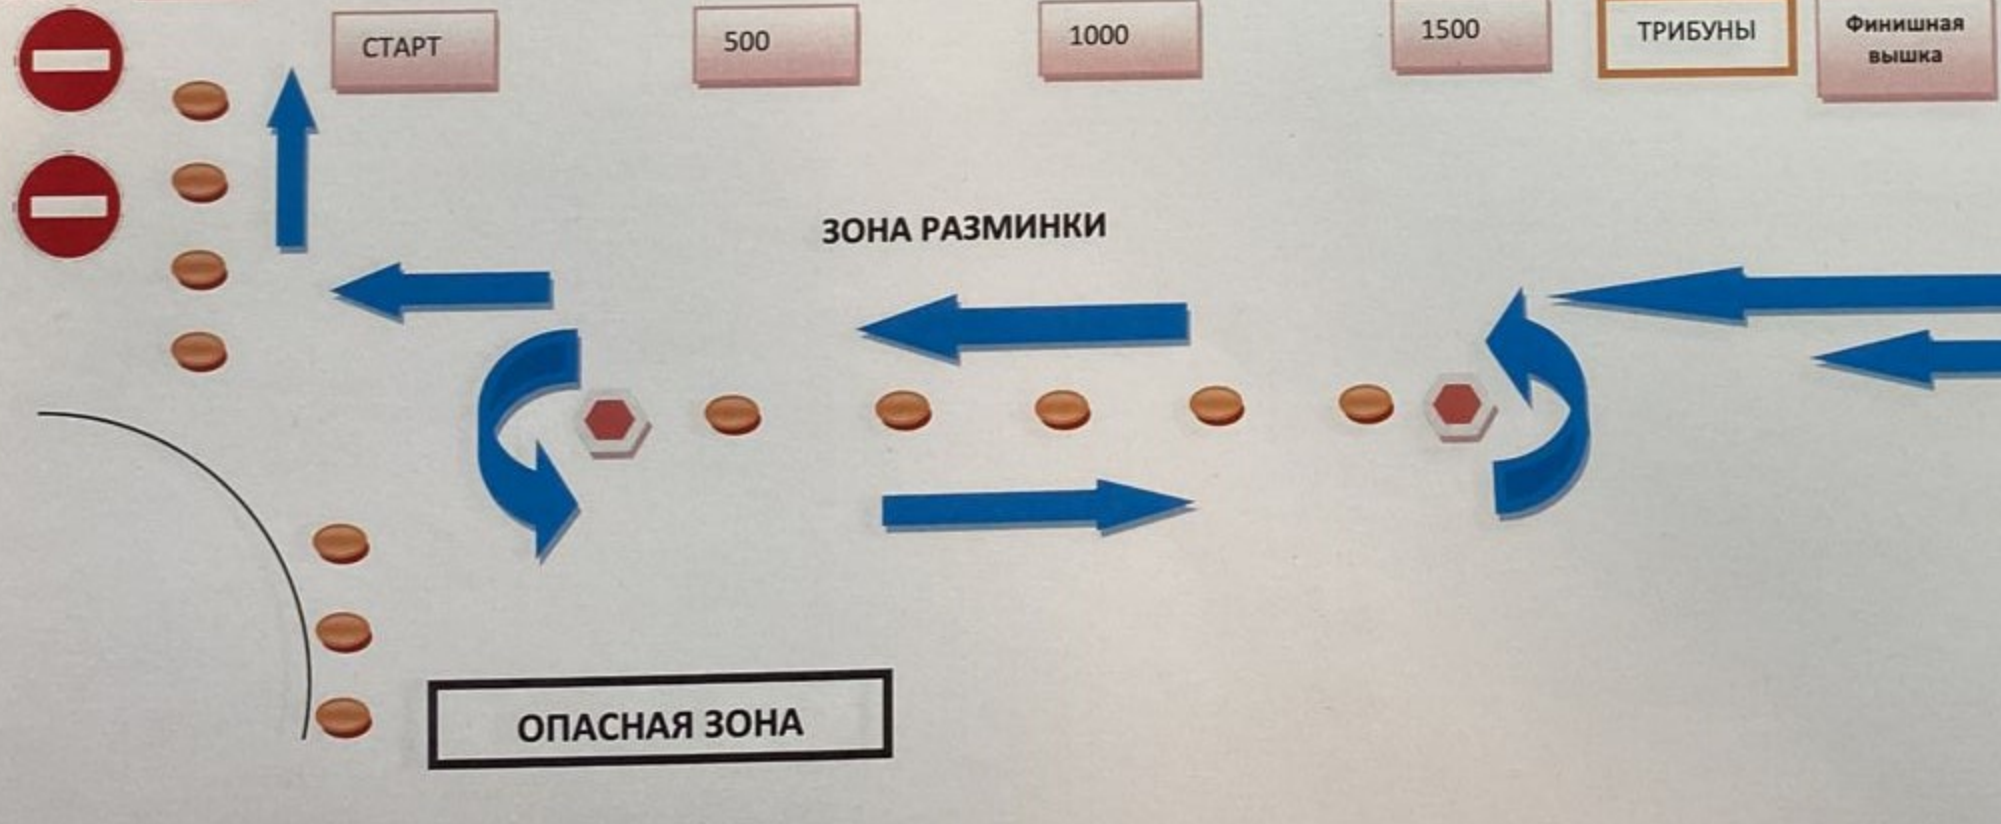 СТАРТ
500
1000
1500
ТРИБУНЫ
Финишная
вышка
ЗОНА РАЗМИНКИ
ОПАСНАЯ ЗОНА